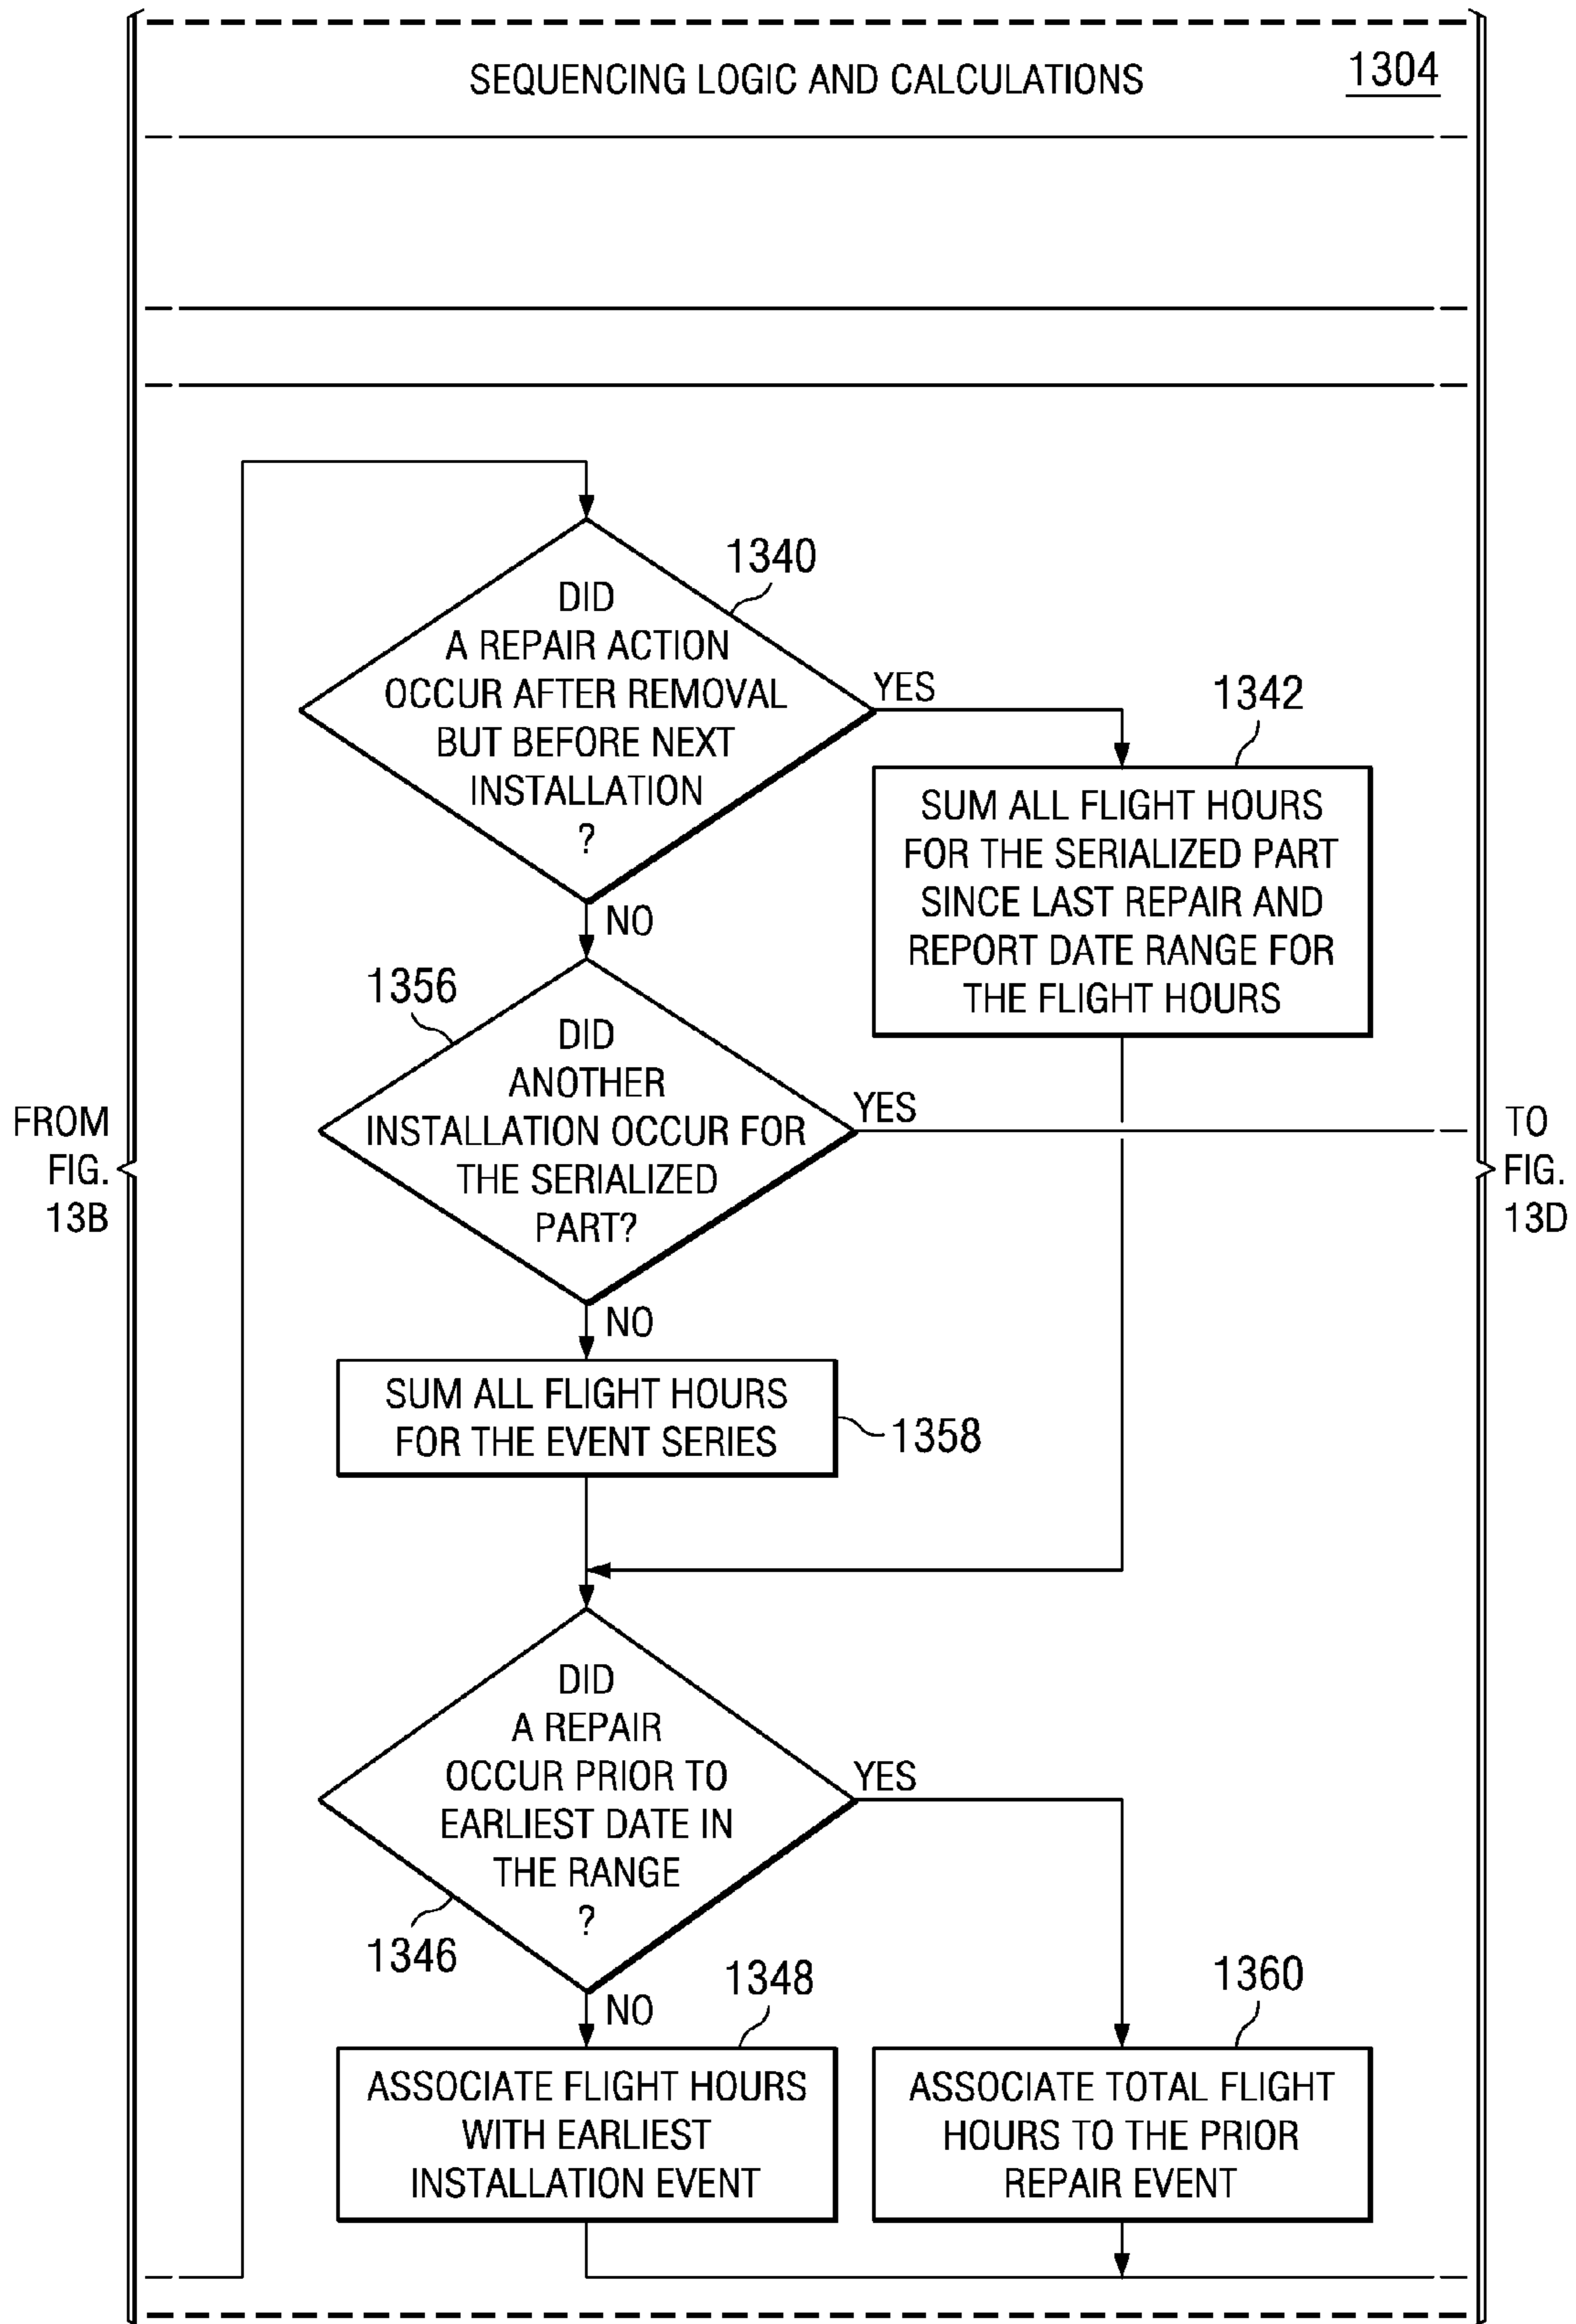 SEQUENCING LOGIC AND CALCULATIONS
1304
1340
DID
A REPAIR ACTION
OCCUR AFTER REMOVAL
BUT BEFORE NEXT
INSTALLATION
?
YES
1342
SUM ALL FLIGHT HOURS
FOR THE SERIALIZED PART
SINCE LAST REPAIR AND
REPORT DATE RANGE FOR
THE FLIGHT HOURS
NO
1356
DID
ANOTHER
INSTALLATION OCCUR FOR
THE SERIALIZED
PART?
YES
FROM
FIG.
13B
TO
FIG.
13D
NO
SUM ALL FLIGHT HOURS
FOR THE EVENT SERIES
1358
DID
A REPAIR
OCCUR PRIOR TO
EARLIEST DATE IN
THE RANGE
?
YES
1346
NO
1348
ASSOCIATE FLIGHT HOURS
WITH EARLIEST
INSTALLATION EVENT
1360
ASSOCIATE TOTAL FLIGHT
HOURS TO THE PRIOR
REPAIR EVENT